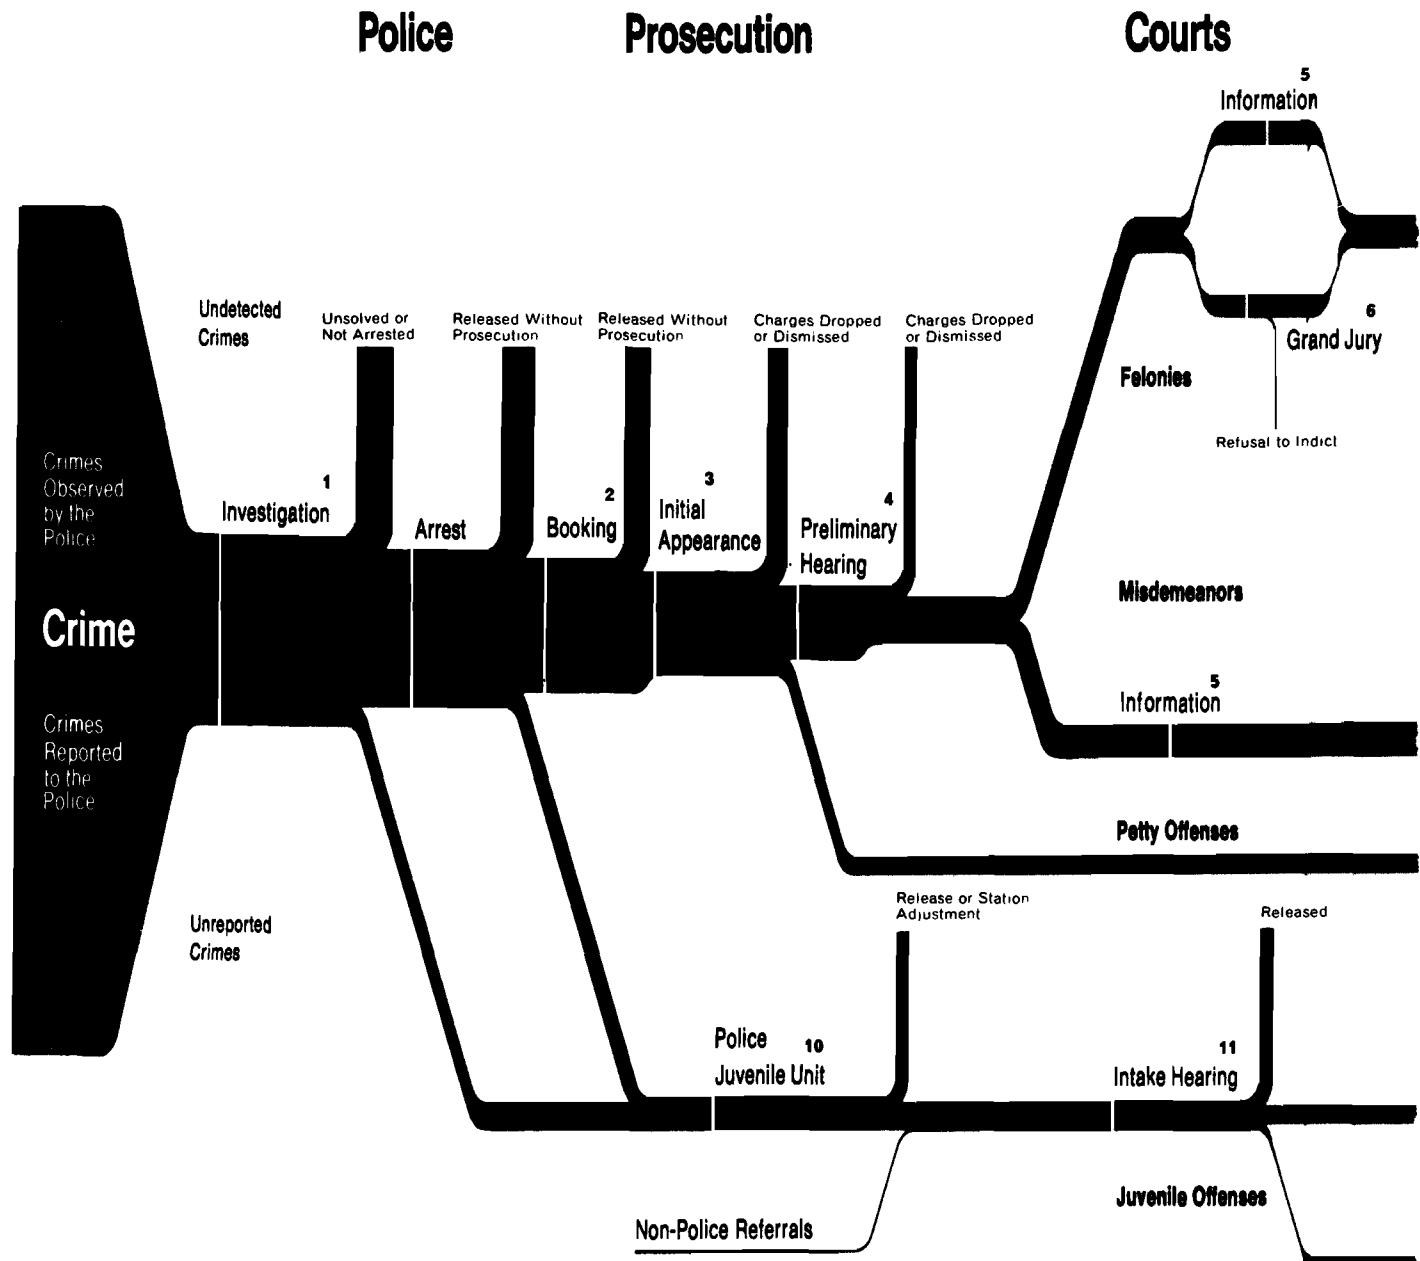 Police
Prosecution
Courts
5
Information
Undetected
Crimes
Unsolved or
Not Arrested
Released Without
Prosecution
Released Without
Prosecution
Charges Dropped
or Dismissed
Charges Dropped
or Dismissed
6
Grand Jury
Felonies
Refusal to Indict
Crimes
Observed
by the
Police
1
Investigation
Arrest
2
Booking
3
Initial
Appearance
4
Preliminary
Hearing
Misdemeanors
Crime
5
Information
Crimes
Reported
to the
Police
Petty Offenses
Unreported
Crimes
Release or Station
Adjustment
Released
Police 10
Juvenile Unit
11
Intake Hearing
Juvenile Offenses
Non-Police Referrals